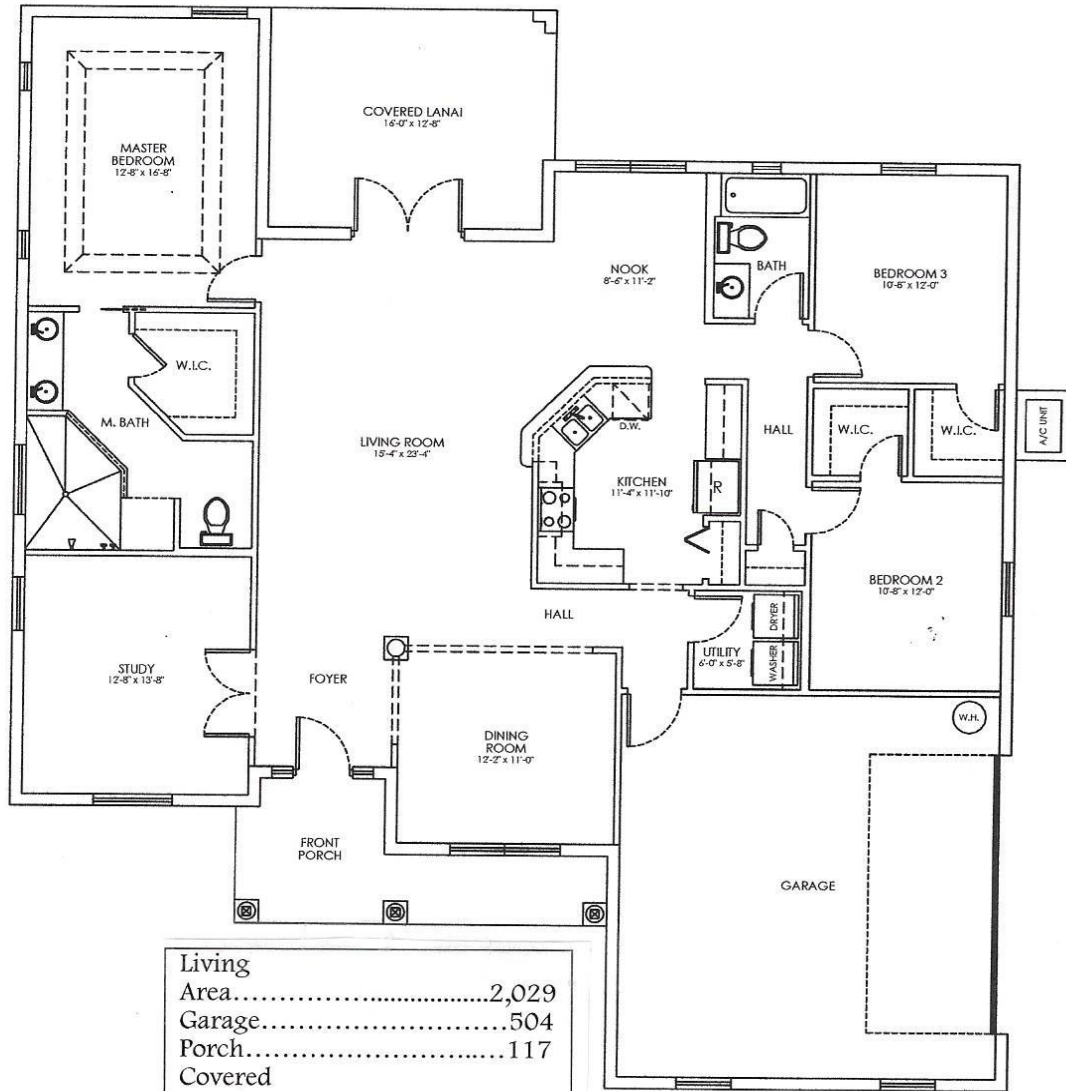 COVERED LANAI
16'-0" x 12'-8"
MASTER
BEDROOM
12'-8" x 16'-8"
NOOK
8'-6" x 11'-2"
BATH
BEDROOM 3
10'-8" x 12'-0"
W.I.C.
M. BATH
LIVING ROOM
15'-4" x 23'-4"
D.W.
KITCHEN
11'-4" x 11'-10"
R
HALL
W.I.C.
W.I.C.
A/C UNIT
BEDROOM 2
10'-8" x 12'-0"
HALL
UTILITY
6'-0" x 5'-8"
DRYER
WASHER
STUDY
12'-8" x 13'-8"
FOYER
DINING
ROOM
12'-2" x 11'-0"
W.H.
FRONT
PORCH
GARAGE
Living
Area.....................................2,029
Garage............................504
Porch..............................117
Covered